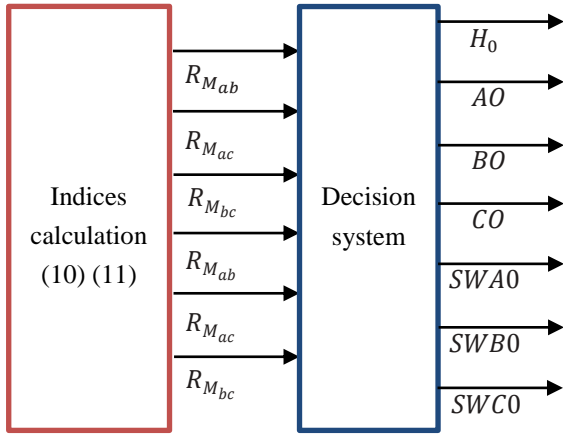 Indices
calculation
(10) (11)
R_{M_{ab}}
R_{M_{ac}}
R_{M_{bc}}
R_{M_{ab}}
R_{M_{ac}}
R_{M_{bc}}
Decision
system
H_0
AO
BO
CO
SWA0
SWB0
SWC0